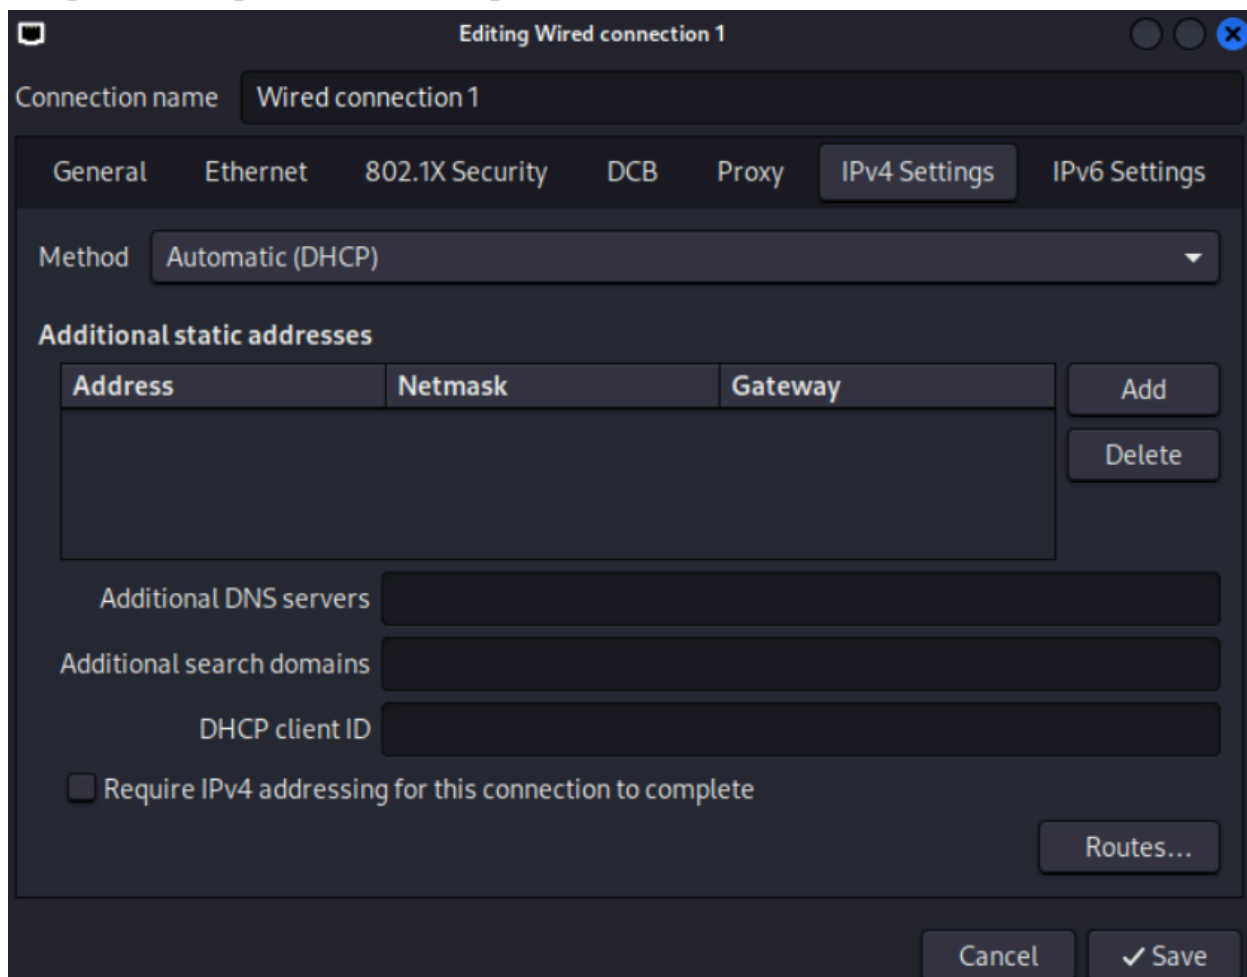 Editing Wired connection 1
Connection name Wired connection 1
General Ethernet 802.1X Security DCB Proxy IPv4 Settings IPv6 Settings
Method Automatic (DHCP)
Additional static addresses
Address Netmask Gateway Add
Delete
Additional DNS servers
Additional search domains
DHCP client ID
Require IPv4 addressing for this connection to complete
Routes...
Cancel Save